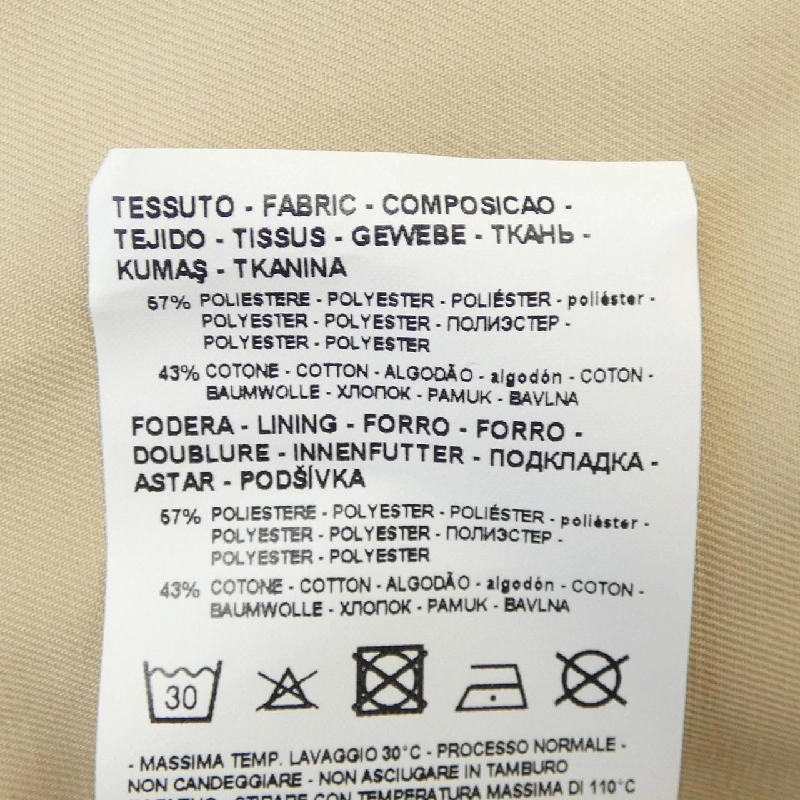 TESSUTO - FABRIC - COMPOSICAO -
TEJIDO - TISSUS - GEWEBE - ТКАНЬ -
KUMAŞ - TKANINA
57% POLIESTERE - POLYESTER - POLIÉSTER - poliéster -
POLYESTER - POLYESTER - ПОЛИЭСТЕР -
POLYESTER - POLYESTER
43% COTONE - COTTON - ALGODÃO - algodón - COTON -
BAUMWOLLE - ХЛОПОК - PAMUK - BAVLNA
FODERA - LINING - FORRO - FORRO -
DOUBLURE - INNENFUTTER - ПОДКЛАДКА -
ASTAR - PODŠÍVKA
57% POLIESTERE - POLYESTER - POLIÉSTER - poliéster -
POLYESTER - POLYESTER - ПОЛИЭСТЕР -
POLYESTER - POLYESTER
43% COTONE - COTTON - ALGODÃO - algodón - COTON -
BAUMWOLLE - ХЛОПОК - PAMUK - BAVLNA
30
- MASSIMA TEMP. LAVAGGIO 30°C - PROCESSO NORMALE -
NON CANDEGGIARE - NON ASCIUGARE IN TAMBURO
CON TEMPERATURA MASSIMA DI 110°C